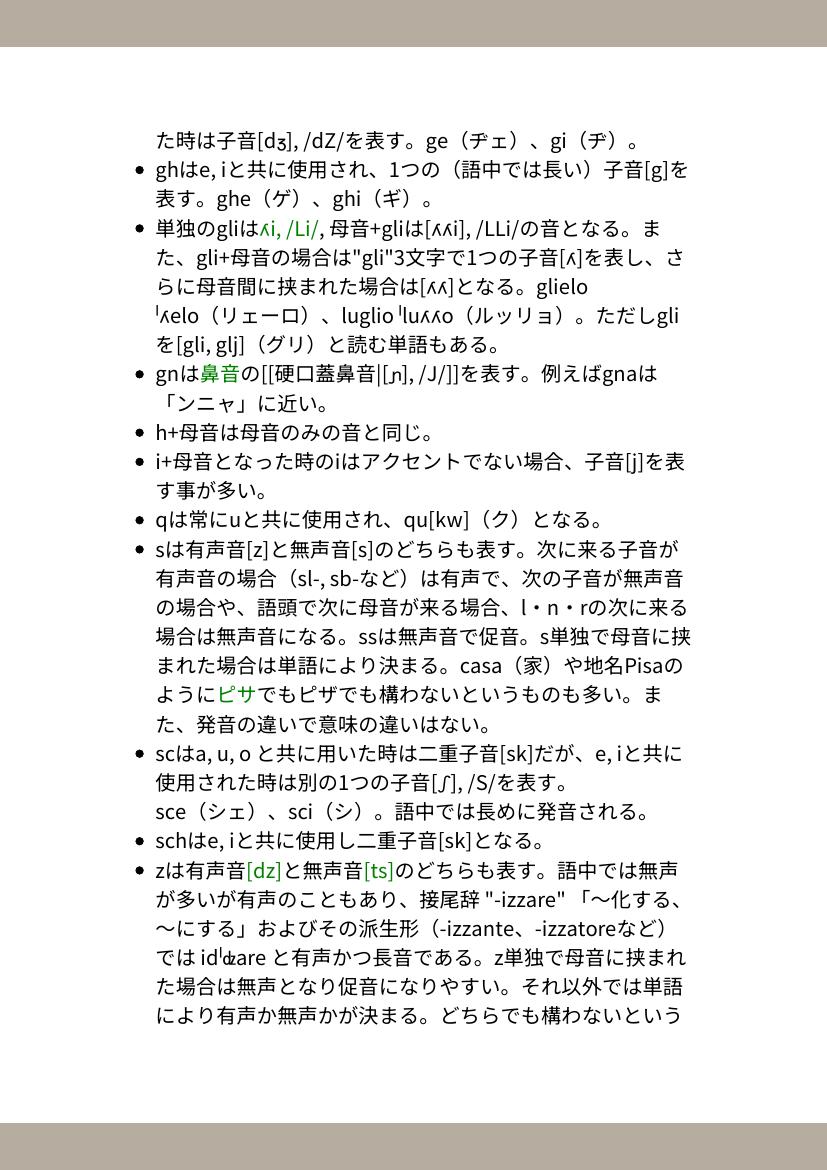 た時は子音[dʒ], /dZ/を表す。ge（ヂェ）、gi（ヂ）。
• ghはe, iと共に使用され、1つの（語中では長い）子音[g]を
表す。ghe（ゲ）、ghi（ギ）。
• 単独のgliはʎi, /Li/, 母音+gliは[ʎʎi], /LLi/の音となる。ま
た、gli+母音の場合は"gli"3文字で1つの子音[ʎ]を表し、さ
らに母音間に挟まれた場合は[ʎʎ]となる。glielo
ˈʎelo（リェーロ）、luglio ˈluʎʎo（ルッリョ）。ただしgli
を[gli, glj]（グリ）と読む単語もある。
• gnは鼻音の[[硬口蓋鼻音|[ɲ], /J/]]を表す。例えばgnaは
「ンニャ」に近い。
• h+母音は母音のみの音と同じ。
• i+母音となった時のiはアクセントでない場合、子音[j]を表
す事が多い。
• qは常にuと共に使用され、qu[kw]（ク）となる。
• sは有声音[z]と無声音[s]のどちらも表す。次に来る子音が
有声音の場合（sl-, sb-など）は有声で、次の子音が無声音
の場合や、語頭で次に母音が来る場合、l・n・rの次に来る
場合は無声音になる。ssは無声音で促音。s単独で母音に挟
まれた場合は単語により決まる。casa（家）や地名Pisaの
ようにピサでもピザでも構わないというものも多い。ま
た、発音の違いで意味の違いはない。
• scはa, u, o と共に用いた時は二重子音[sk]だが、e, iと共に
使用された時は別の1つの子音[ʃ], /S/を表す。
sce（シェ）、sci（シ）。語中では長めに発音される。
• schはe, iと共に使用し二重子音[sk]となる。
• zは有声音[dz]と無声音[ts]のどちらも表す。語中では無声
が多いが有声のこともあり、接尾辞 "-izzare" 「〜化する、
〜にする」およびその派生形（-izzante、-izzatoreなど）
では idˈʣare と有声かつ長音である。z単独で母音に挟まれ
た場合は無声となり促音になりやすい。それ以外では単語
により有声か無声かが決まる。どちらでも構わないという